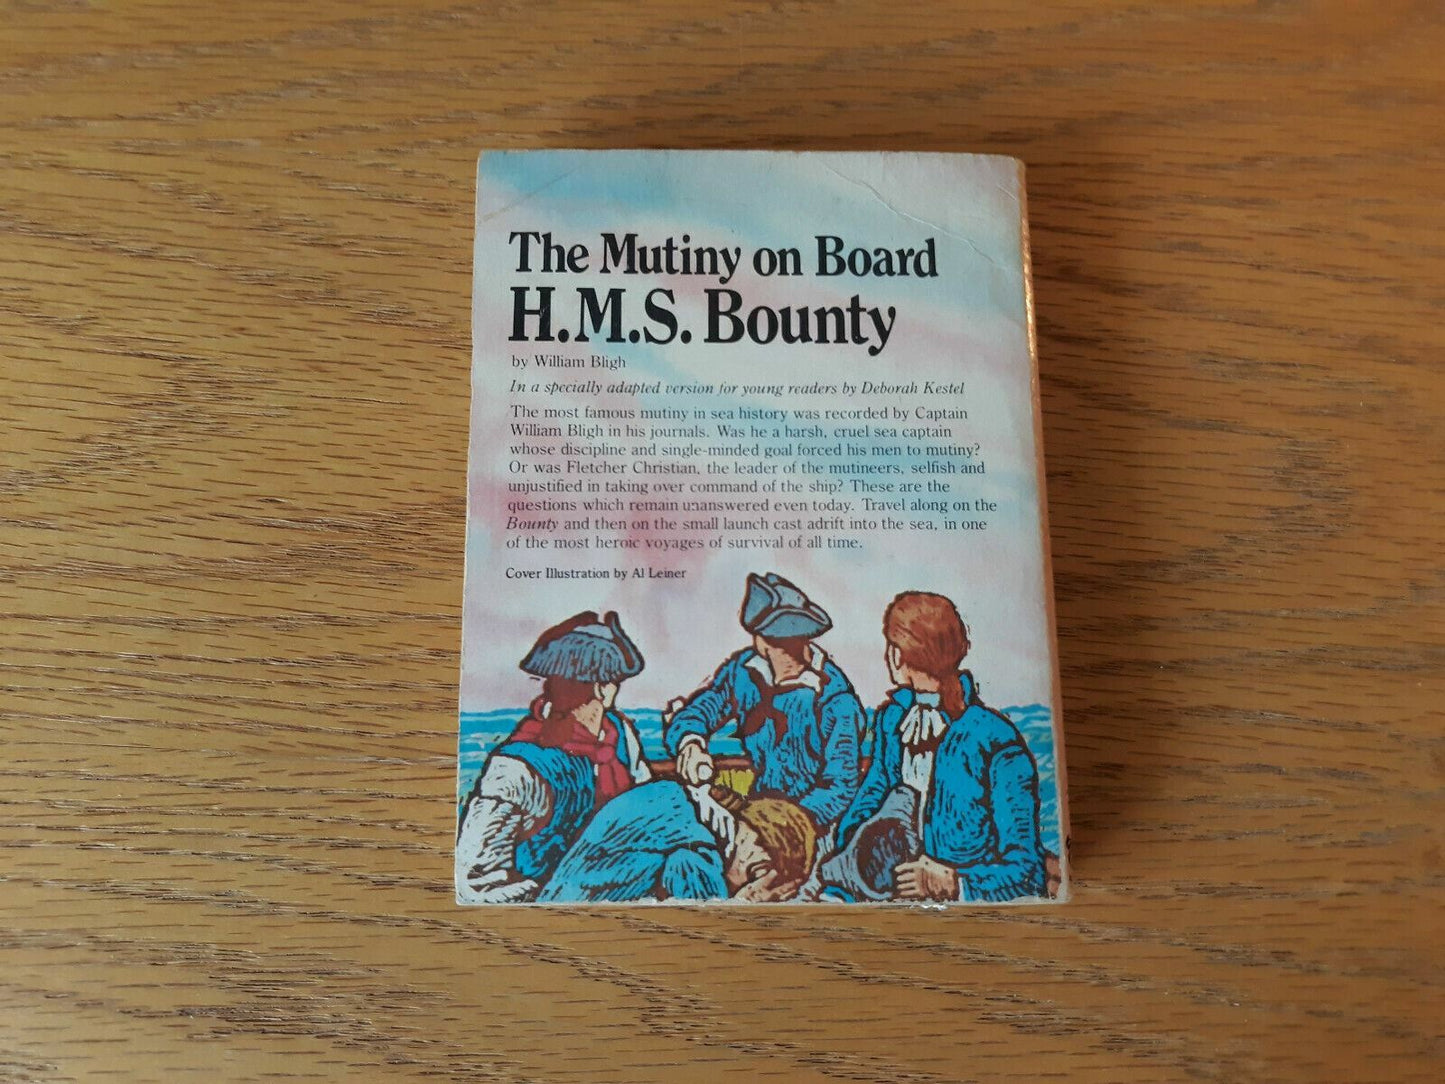 The Mutiny on Board
H.M.S. Bounty
by William Bligh
In a specially adapted version for young readers by Deborah Kestel
The most famous mutiny in sea history was recorded by Captain
William Bligh in his journals. Was he a harsh, cruel sea captain
whose discipline and single-minded goal forced his men to mutiny?
Or was Fletcher Christian, the leader of the mutineers, selfish and
unjustified in taking over command of the ship? These are the
questions which remain unanswered even today. Travel along on the
Bounty and then on the small launch cast adrift into the sea, in one
of the most heroic voyages of survival of all time.
Cover Illustration by Al Leiner